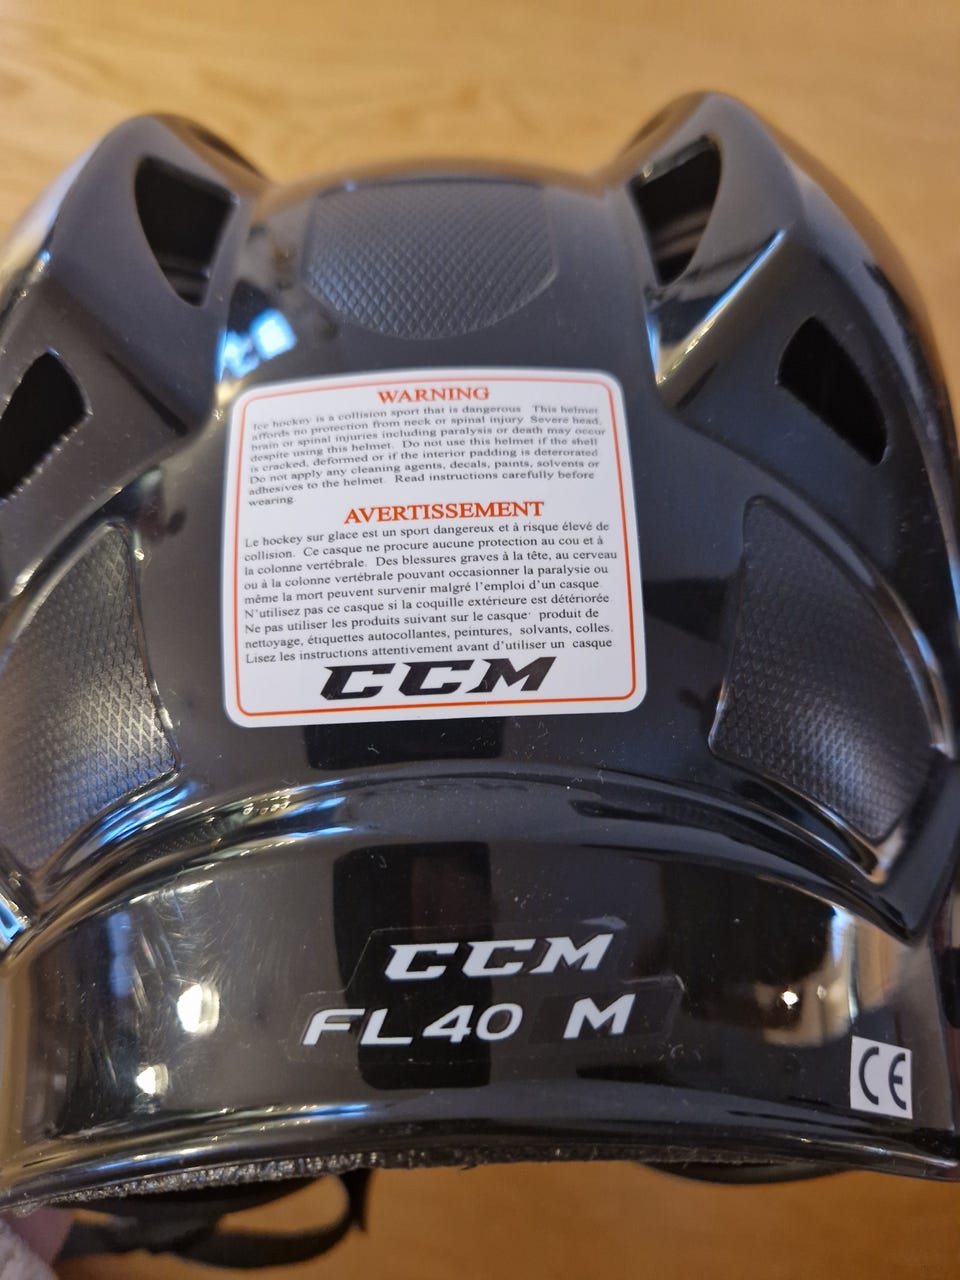 WARNING
Ice hockey is a collision sport that is dangerous This helmet
affords no protection from neck or spinal injury Severe head,
brain or spinal injuries including paralysis or death may occur
despite using this helmet. Do not use this helmet if the shell
is cracked, deformed or if the interior padding is deterorated
Do not apply any cleaning agents, decals, paints, solvents or
adhesives to the helmet. Read instructions carefully before
wearing.
AVERTISSEMENT
Le hockey sur glace est un sport dangereux et à risque élevé de
collision. Ce casque ne procure aucune protection au cou et à
la colonne vertébrale. Des blessures graves à la tête, au cerveau
ou à la colonne vertébrale pouvant occasionner la paralysie ou
même la mort peuvent survenir malgré l'emploi d'un casque
N'utilisez pas ce casque si la coquille extérieure est détériorée
Ne pas utiliser les produits suivant sur le casque: produit de
nettoyage, étiquettes autocollantes, peintures, solvants, colles.
Lisez les instructions attentivement avant d'utiliser un casque
CCM
CCM
FL40 M
CE